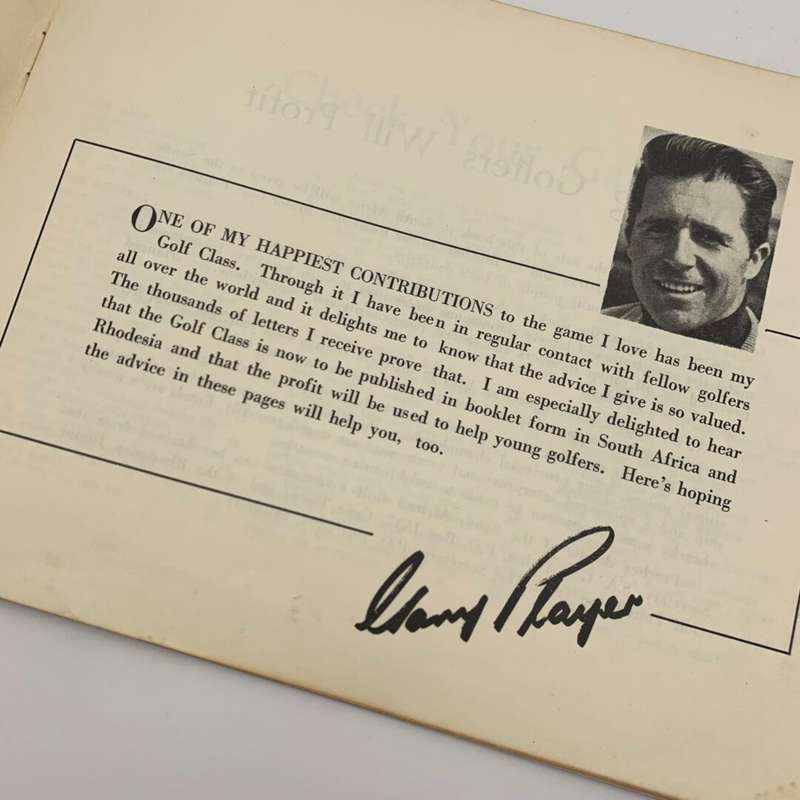 ONE OF MY HAPPIEST CONTRIBUTIONS to the game I love has been my
Golf Class. Through it I have been in regular contact with fellow golfers
all over the world and it delights me to know that the advice I give is so valued.
The thousands of letters I receive prove that. I am especially delighted to hear
that the Golf Class is now to be published in booklet form in South Africa and
Rhodesia and that the profit will be used to help young golfers. Here's hoping
the advice in these pages will help you, too.
Gary Player